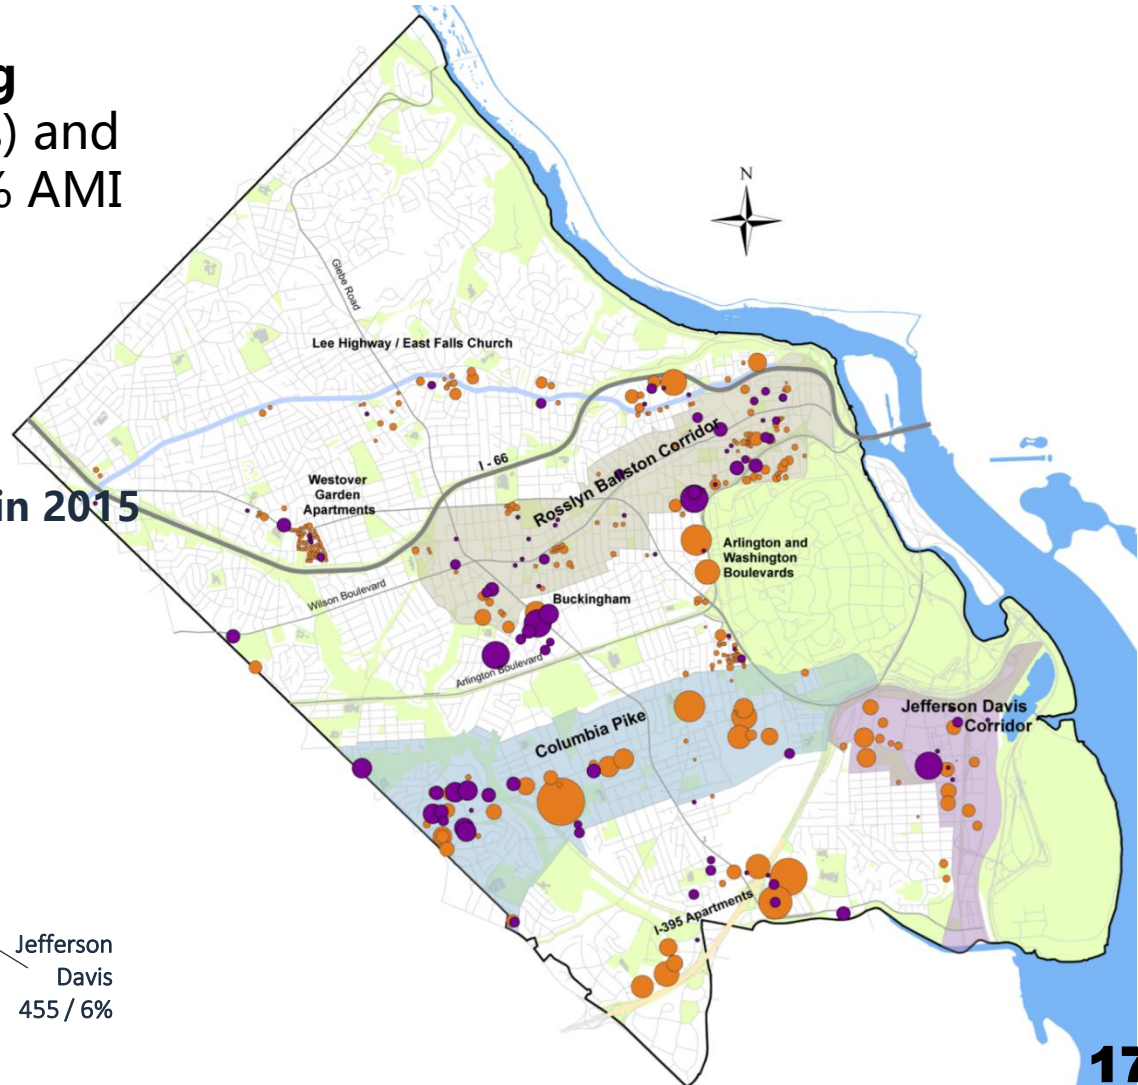 g
) and
% AMI
N
Glebe Road
Lee Highway / East Falls Church
I - 66
Rosslyn Ballston Corridor
Westover
Garden
Apartments
in 2015
Arlington and
Washington
Boulevards
Wilson Boulevard
Buckingham
Arlington Boulevard
Columbia Pike
Jefferson Davis
Corridor
I-395 Apartments
Jefferson
Davis
455 / 6%
17